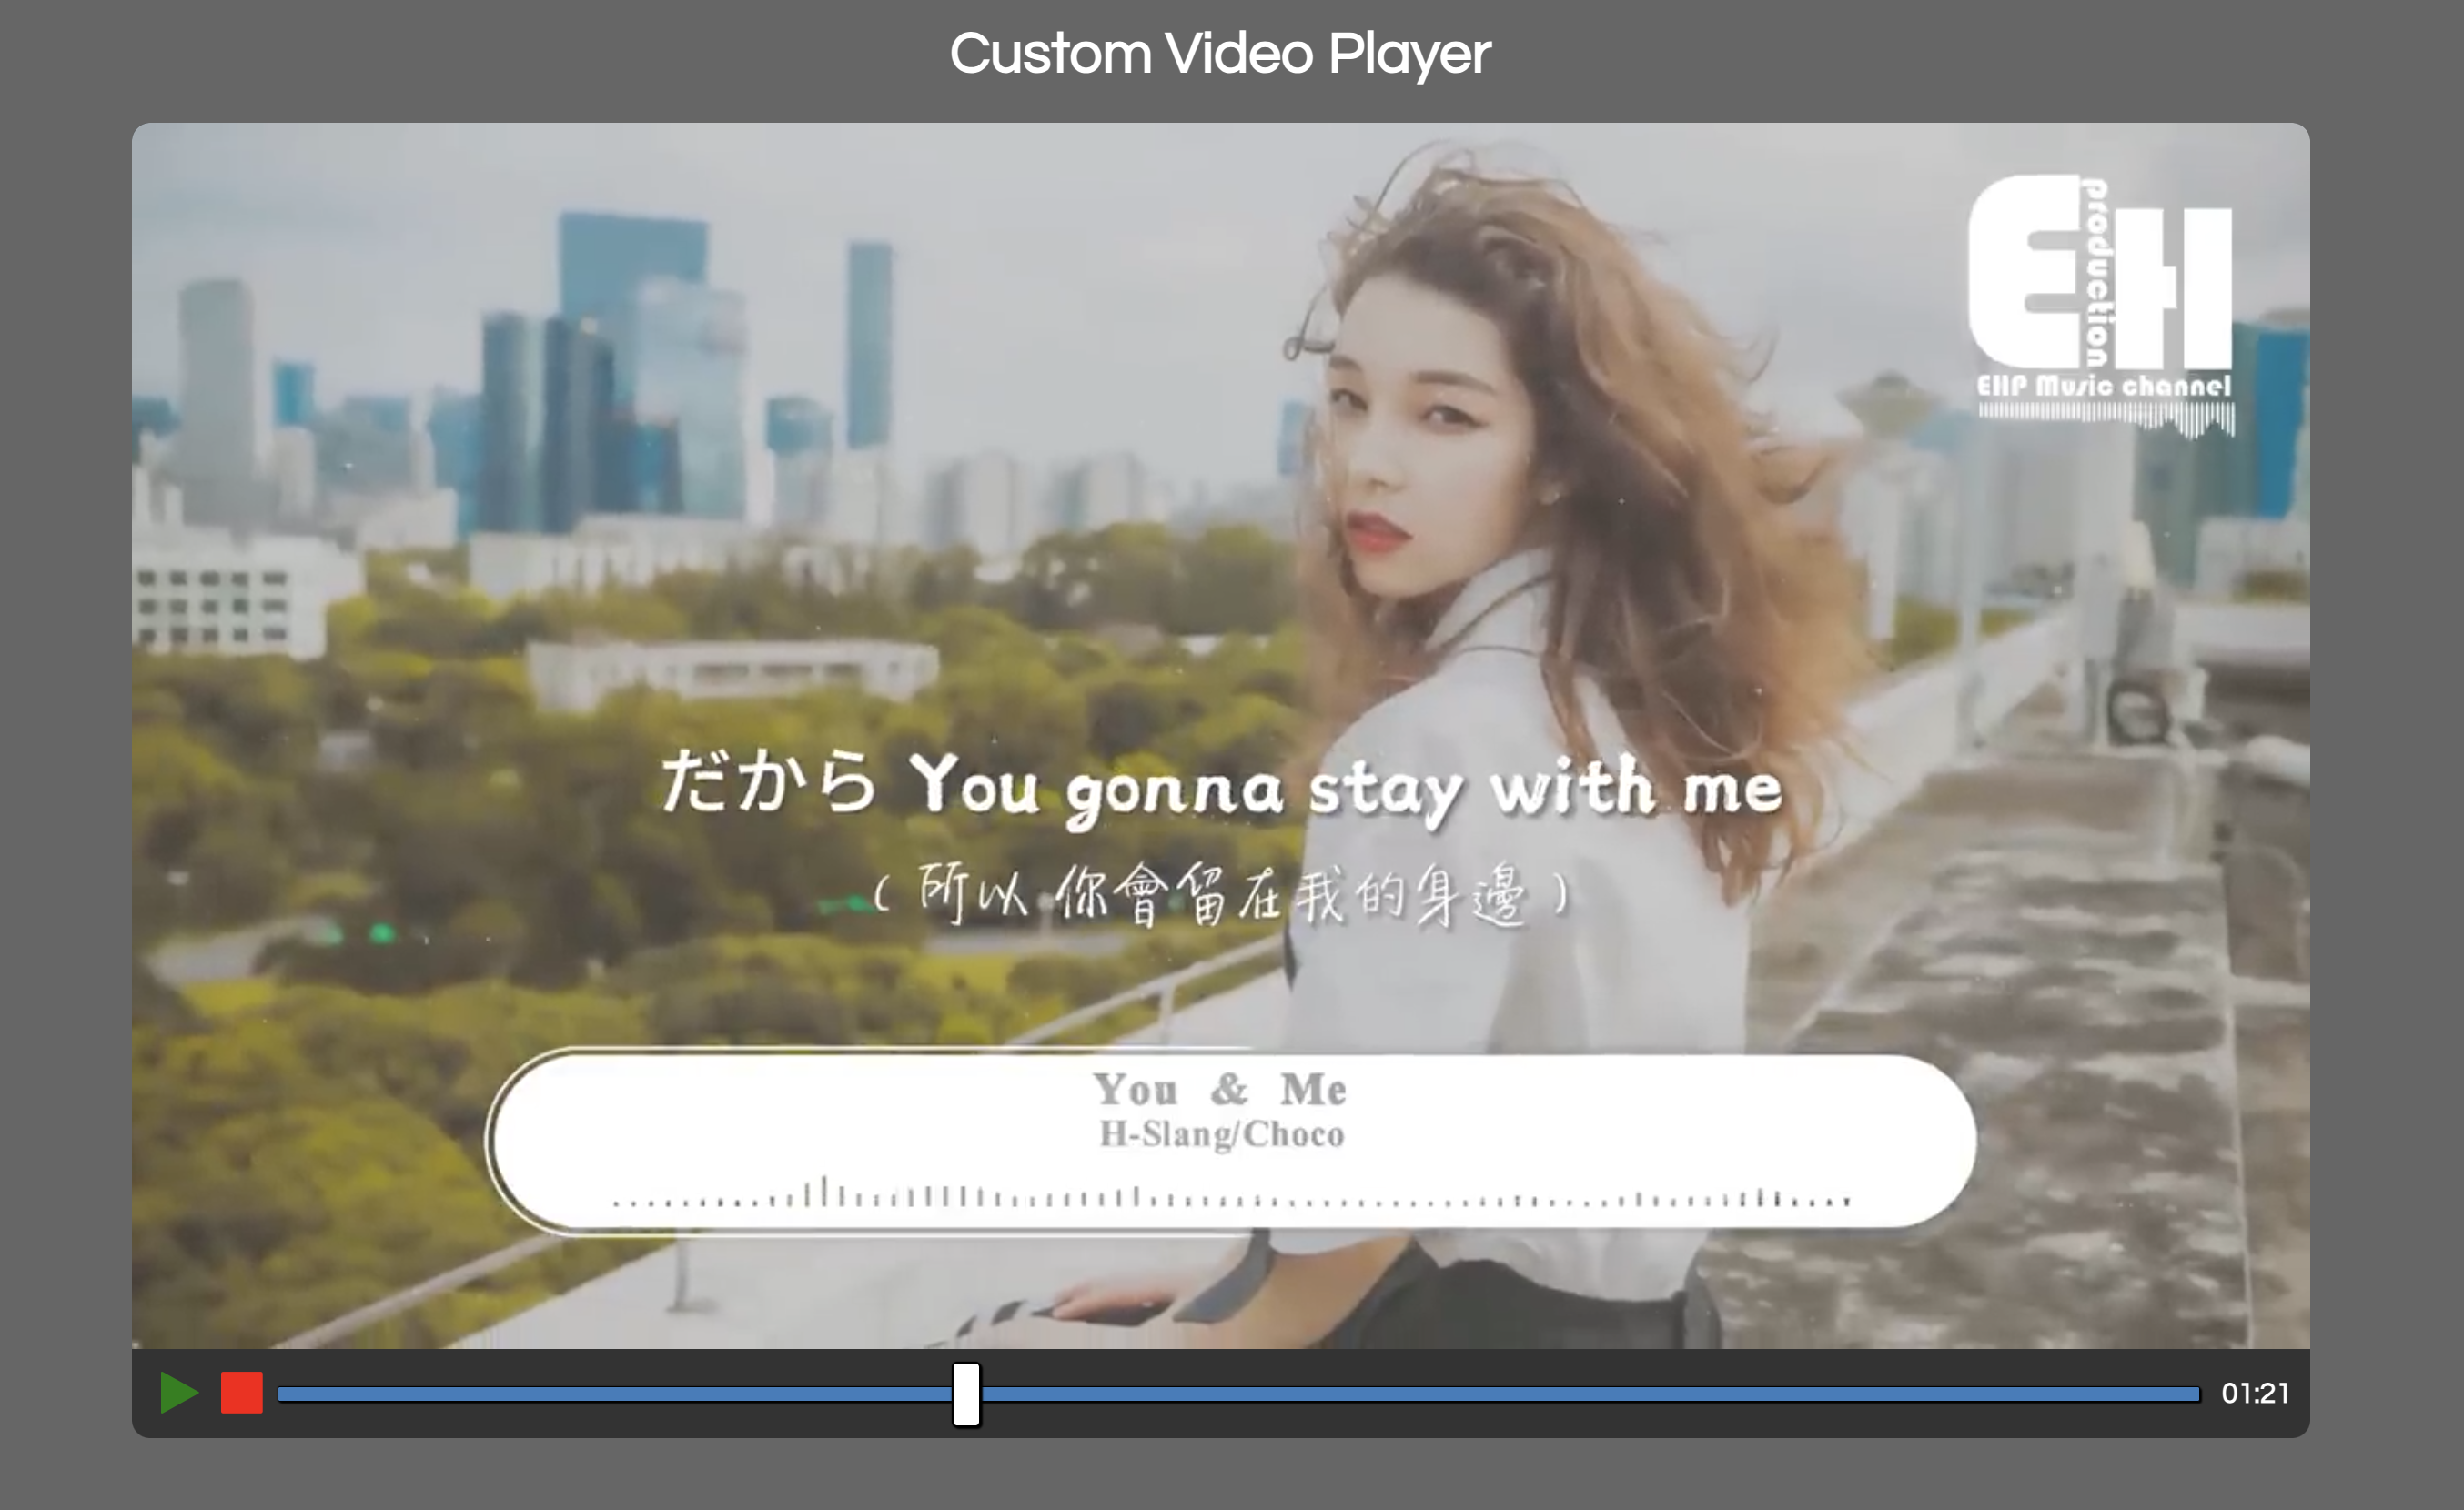 Custom Video Player
EH
production
EHP Music channel
だから You gonna stay with me
( 所以 你會留在我的身邊 )
You & Me
H-Slang/Choco
01:21